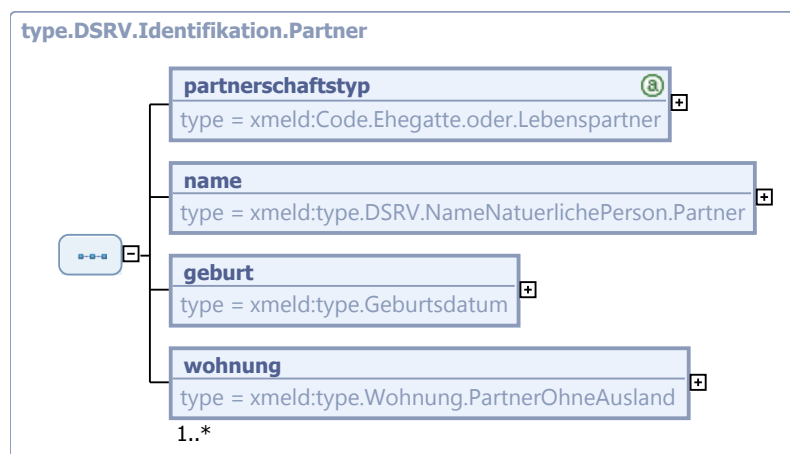 type.DSRV.Identifikation.Partner
partnerschaftstyp
type = xmeld:Code.Ehegatte.oder.Lebenspartner
name
type = xmeld:type.DSRV.NameNatuerlichePerson.Partner
geburt
type = xmeld:type.Geburtsdatum
wohnung
type = xmeld:type.Wohnung.PartnerOhneAusland
1..*